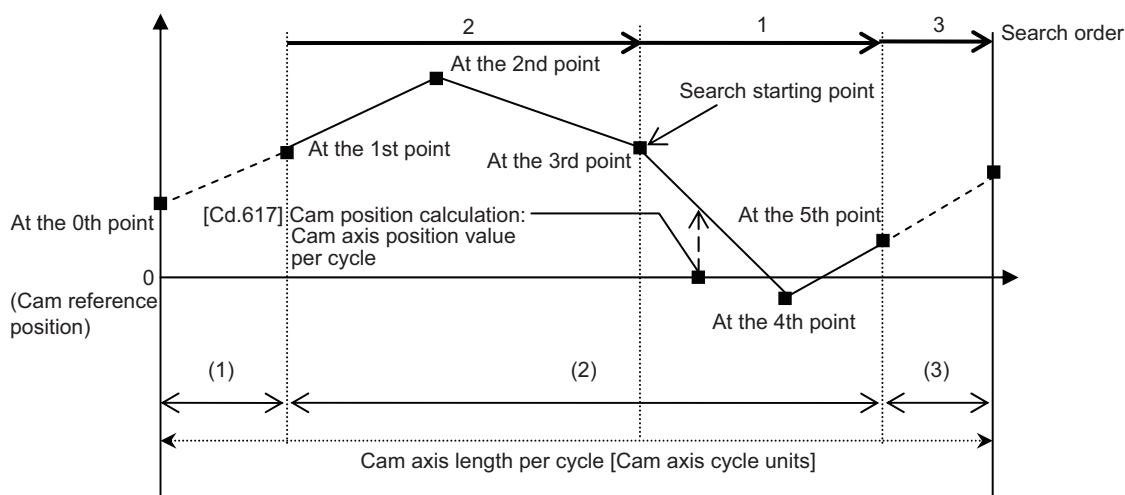 2
1
3
Search order
At the 2nd point
Search starting point
At the 1st point
At the 3rd point
At the 0th point
[Cd.617] Cam position calculation:
Cam axis position value
per cycle
At the 5th point
0
(Cam reference
position)
At the 4th point
(1)
(2)
(3)
Cam axis length per cycle [Cam axis cycle units]